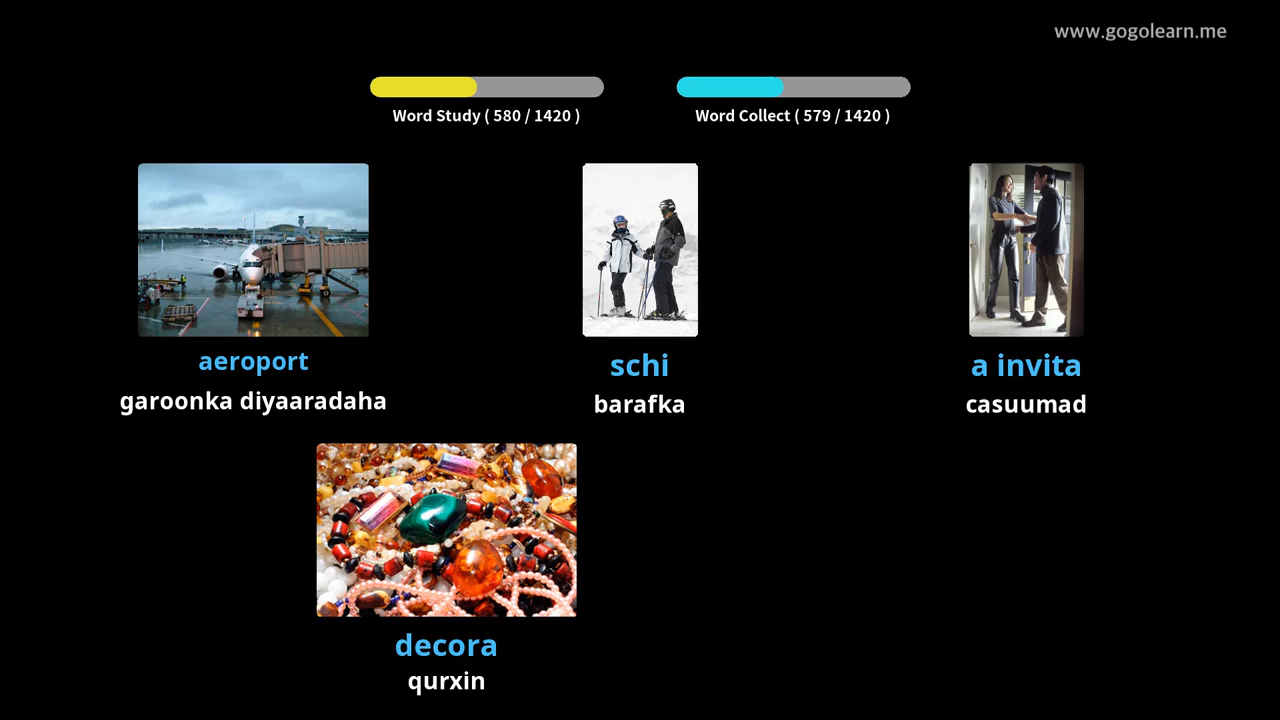 www.gogolearn.me
Word Study ( 580 / 1420 )
Word Collect ( 579 / 1420 )
aeroport
garoonka diyaaradaha
schi
barafka
a invita
casuumad
decora
qurxin